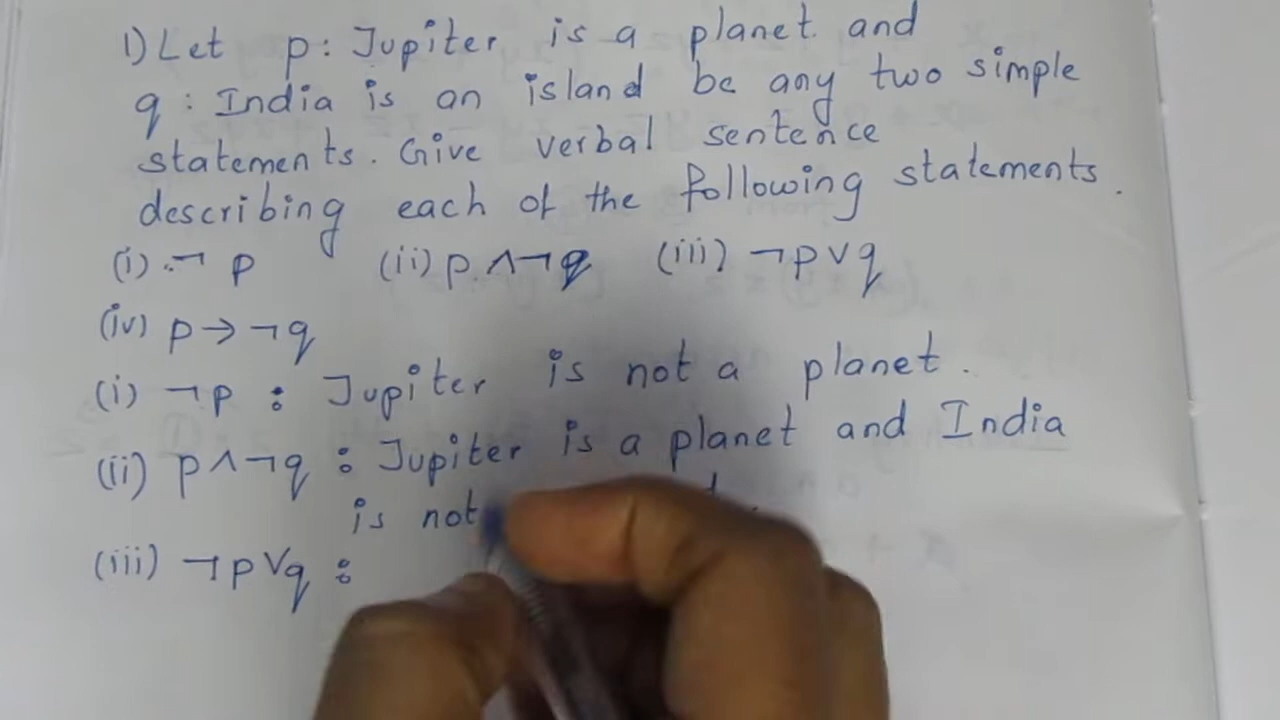 1) Let p: Jupiter is a planet. and
q : India is an island be any two simple
statements. Give verbal sentence
describing each of the following statements.
(i) ¬ p (ii) p ∧ ¬ q (iii) ¬ p ∨ q
(iv) p → ¬ q
(i) ¬ p : Jupiter is not a planet.
(ii) p ∧ ¬ q : Jupiter is a planet and India
is not
(iii) ¬ p ∨ q :